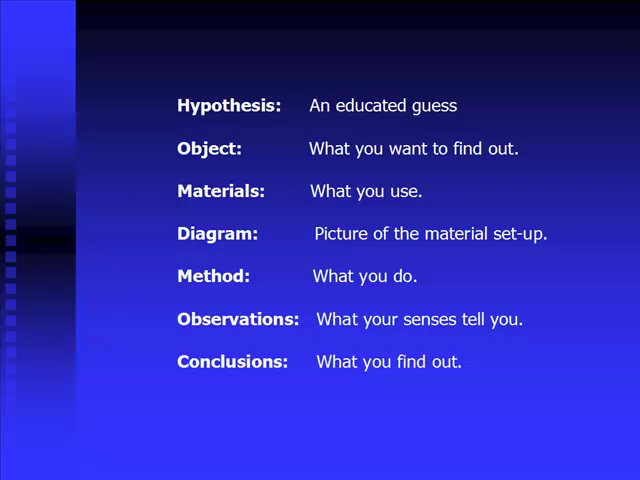 Hypothesis: An educated guess
Object: What you want to find out.
Materials: What you use.
Diagram: Picture of the material set-up.
Method: What you do.
Observations: What your senses tell you.
Conclusions: What you find out.